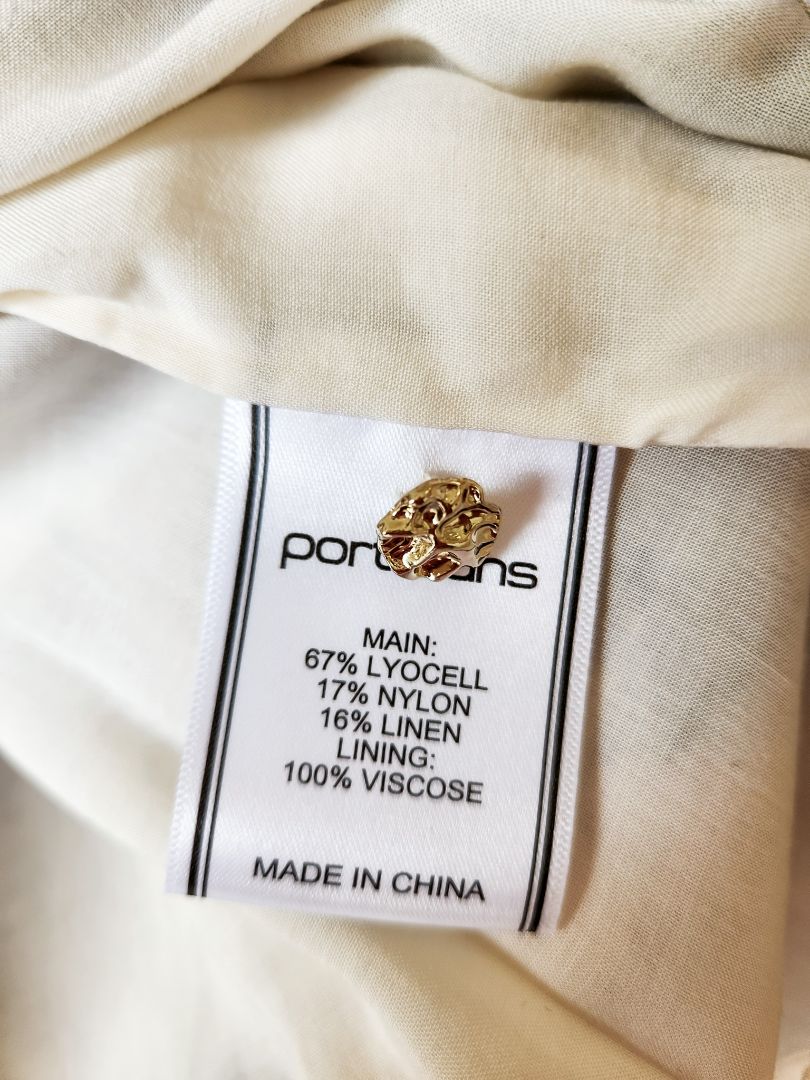 MAIN:
67% LYOCELL
17% NYLON
16% LINEN
LINING:
100% VISCOSE
MADE IN CHINA